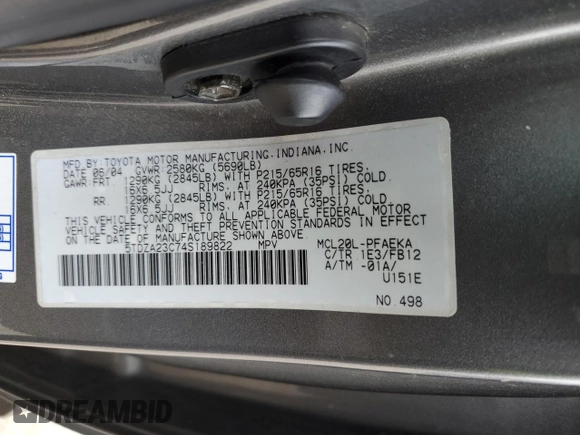 MFD.BY:TOYOTA MOTOR MANUFACTURING.INDIANA.INC.
DATE 06/04 GVWR 2580KG (5690LB)
GAWR:FRT. 1290KG (2845LB) WITH P215/65R16 TIRES.
16X6.5JJ RIMS. AT 240KPA (35PSI) COLD.
RR. 1290KG (2845LB) WITH P215/65R16 TIRES.
16X6.5JJ RIMS. AT 240KPA (35PSI) COLD.
THIS VEHICLE CONFORMS TO ALL APPLICABLE FEDERAL MOTOR
VEHICLE SAFETY AND THEFT PREVENTION STANDARDS IN EFFECT
ON THE DATE OF MANUFACTURE SHOWN ABOVE.
5TDZA23C74S189822 MPV
MCL20L-PFAEKA
C/TR 1E3/FB12
A/TM -01A/
U151E
NO.498
DREAMBID